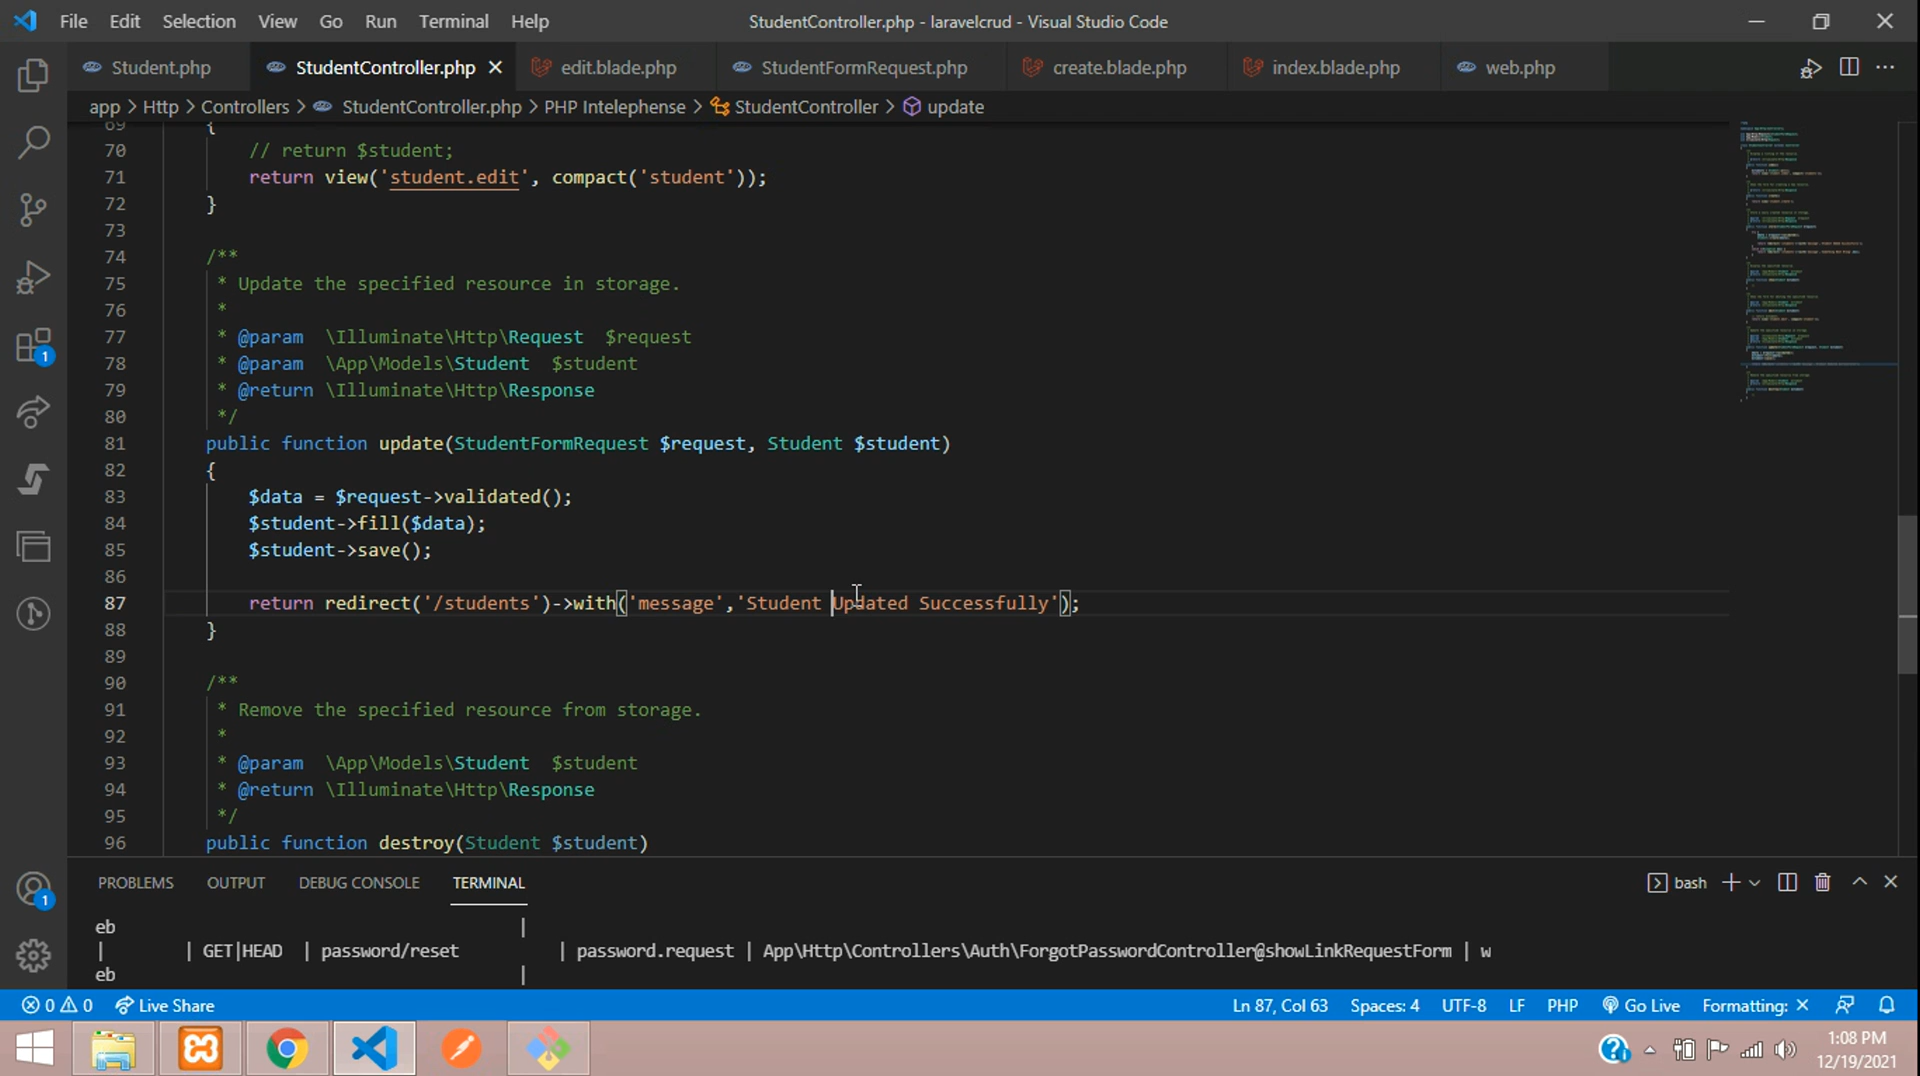 File Edit Selection View Go Run Terminal Help StudentController.php - laravelcrud - Visual Studio Code
Student.php StudentController.php edit.blade.php StudentFormRequest.php create.blade.php index.blade.php web.php
app > Http > Controllers > StudentController.php > PHP Intelephense > StudentController > update
69 {
70 // return $student;
71 return view('student.edit', compact('student'));
72 }
73
74 /**
75 * Update the specified resource in storage.
76 *
77 * @param \Illuminate\Http\Request $request
78 * @param \App\Models\Student $student
79 * @return \Illuminate\Http\Response
80 */
81 public function update(StudentFormRequest $request, Student $student)
82 {
83 $data = $request->validated();
84 $student->fill($data);
85 $student->save();
86
87 return redirect('/students')->with('message','Student Updated Successfully');
88 }
89
90 /**
91 * Remove the specified resource from storage.
92 *
93 * @param \App\Models\Student $student
94 * @return \Illuminate\Http\Response
95 */
96 public function destroy(Student $student)
1
1
PROBLEMS OUTPUT DEBUG CONSOLE TERMINAL bash
eb |
| | GET|HEAD | password/reset | password.request | App\Http\Controllers\Auth\ForgotPasswordController@showLinkRequestForm | w
eb |
0 0 Live Share Ln 87, Col 63 Spaces: 4 UTF-8 LF PHP Go Live Formatting: ×
1:08 PM
12/19/2021